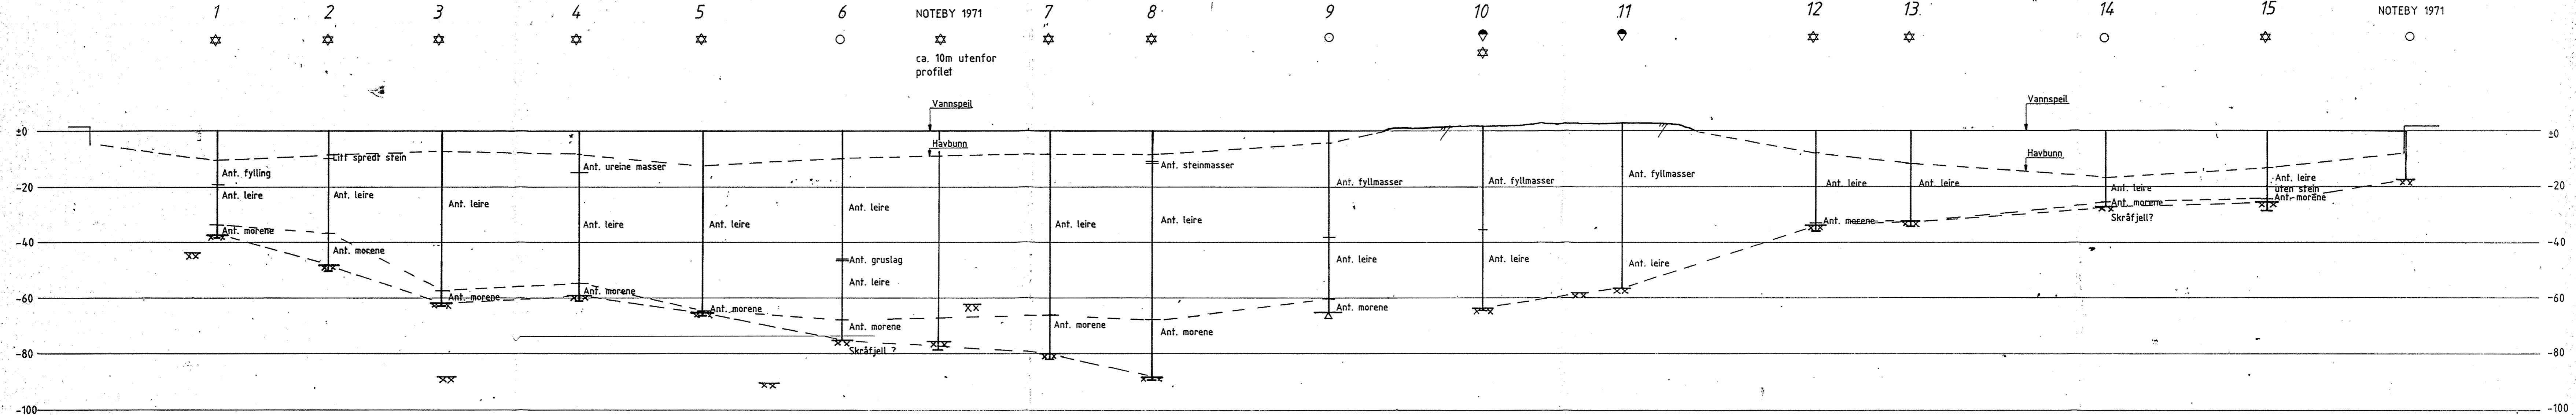 1 2 3 4 5 6 NOTEBY 1971 7 8 9 10 11 12 13 14 15 NOTEBY 1971
ca. 10m utenfor
profilet
Vannspeil Vannspeil
±0 ±0
Havbunn Havbunn
Litt spredt stein
Ant. ureine masser
Ant. steinmasser
Ant. fylling
Ant. fyllmasser
Ant. fyllmasser
Ant. fyllmasser
Ant. leire
Ant. leire
Ant. leire
uten stein
Ant. leire
-20 -20
Ant. leire
Ant. leire
Ant. leire
Ant. morene
Ant. morene
Ant. leire
Ant. leire
Skråfjell?
Ant. morene
Ant. leire
Ant. leire
Ant. leire
Ant. leire
Ant. morene
-40 -40
Ant. morene
Ant. gruslag
Ant. leire
Ant. leire
Ant. leire
Ant. leire
Ant. morene
Ant. morene
-60 -60
Ant. morene
Ant. morene
Ant. morene
Ant. morene
Ant. morene
Skråfjell ?
-80 -80
-100 -100